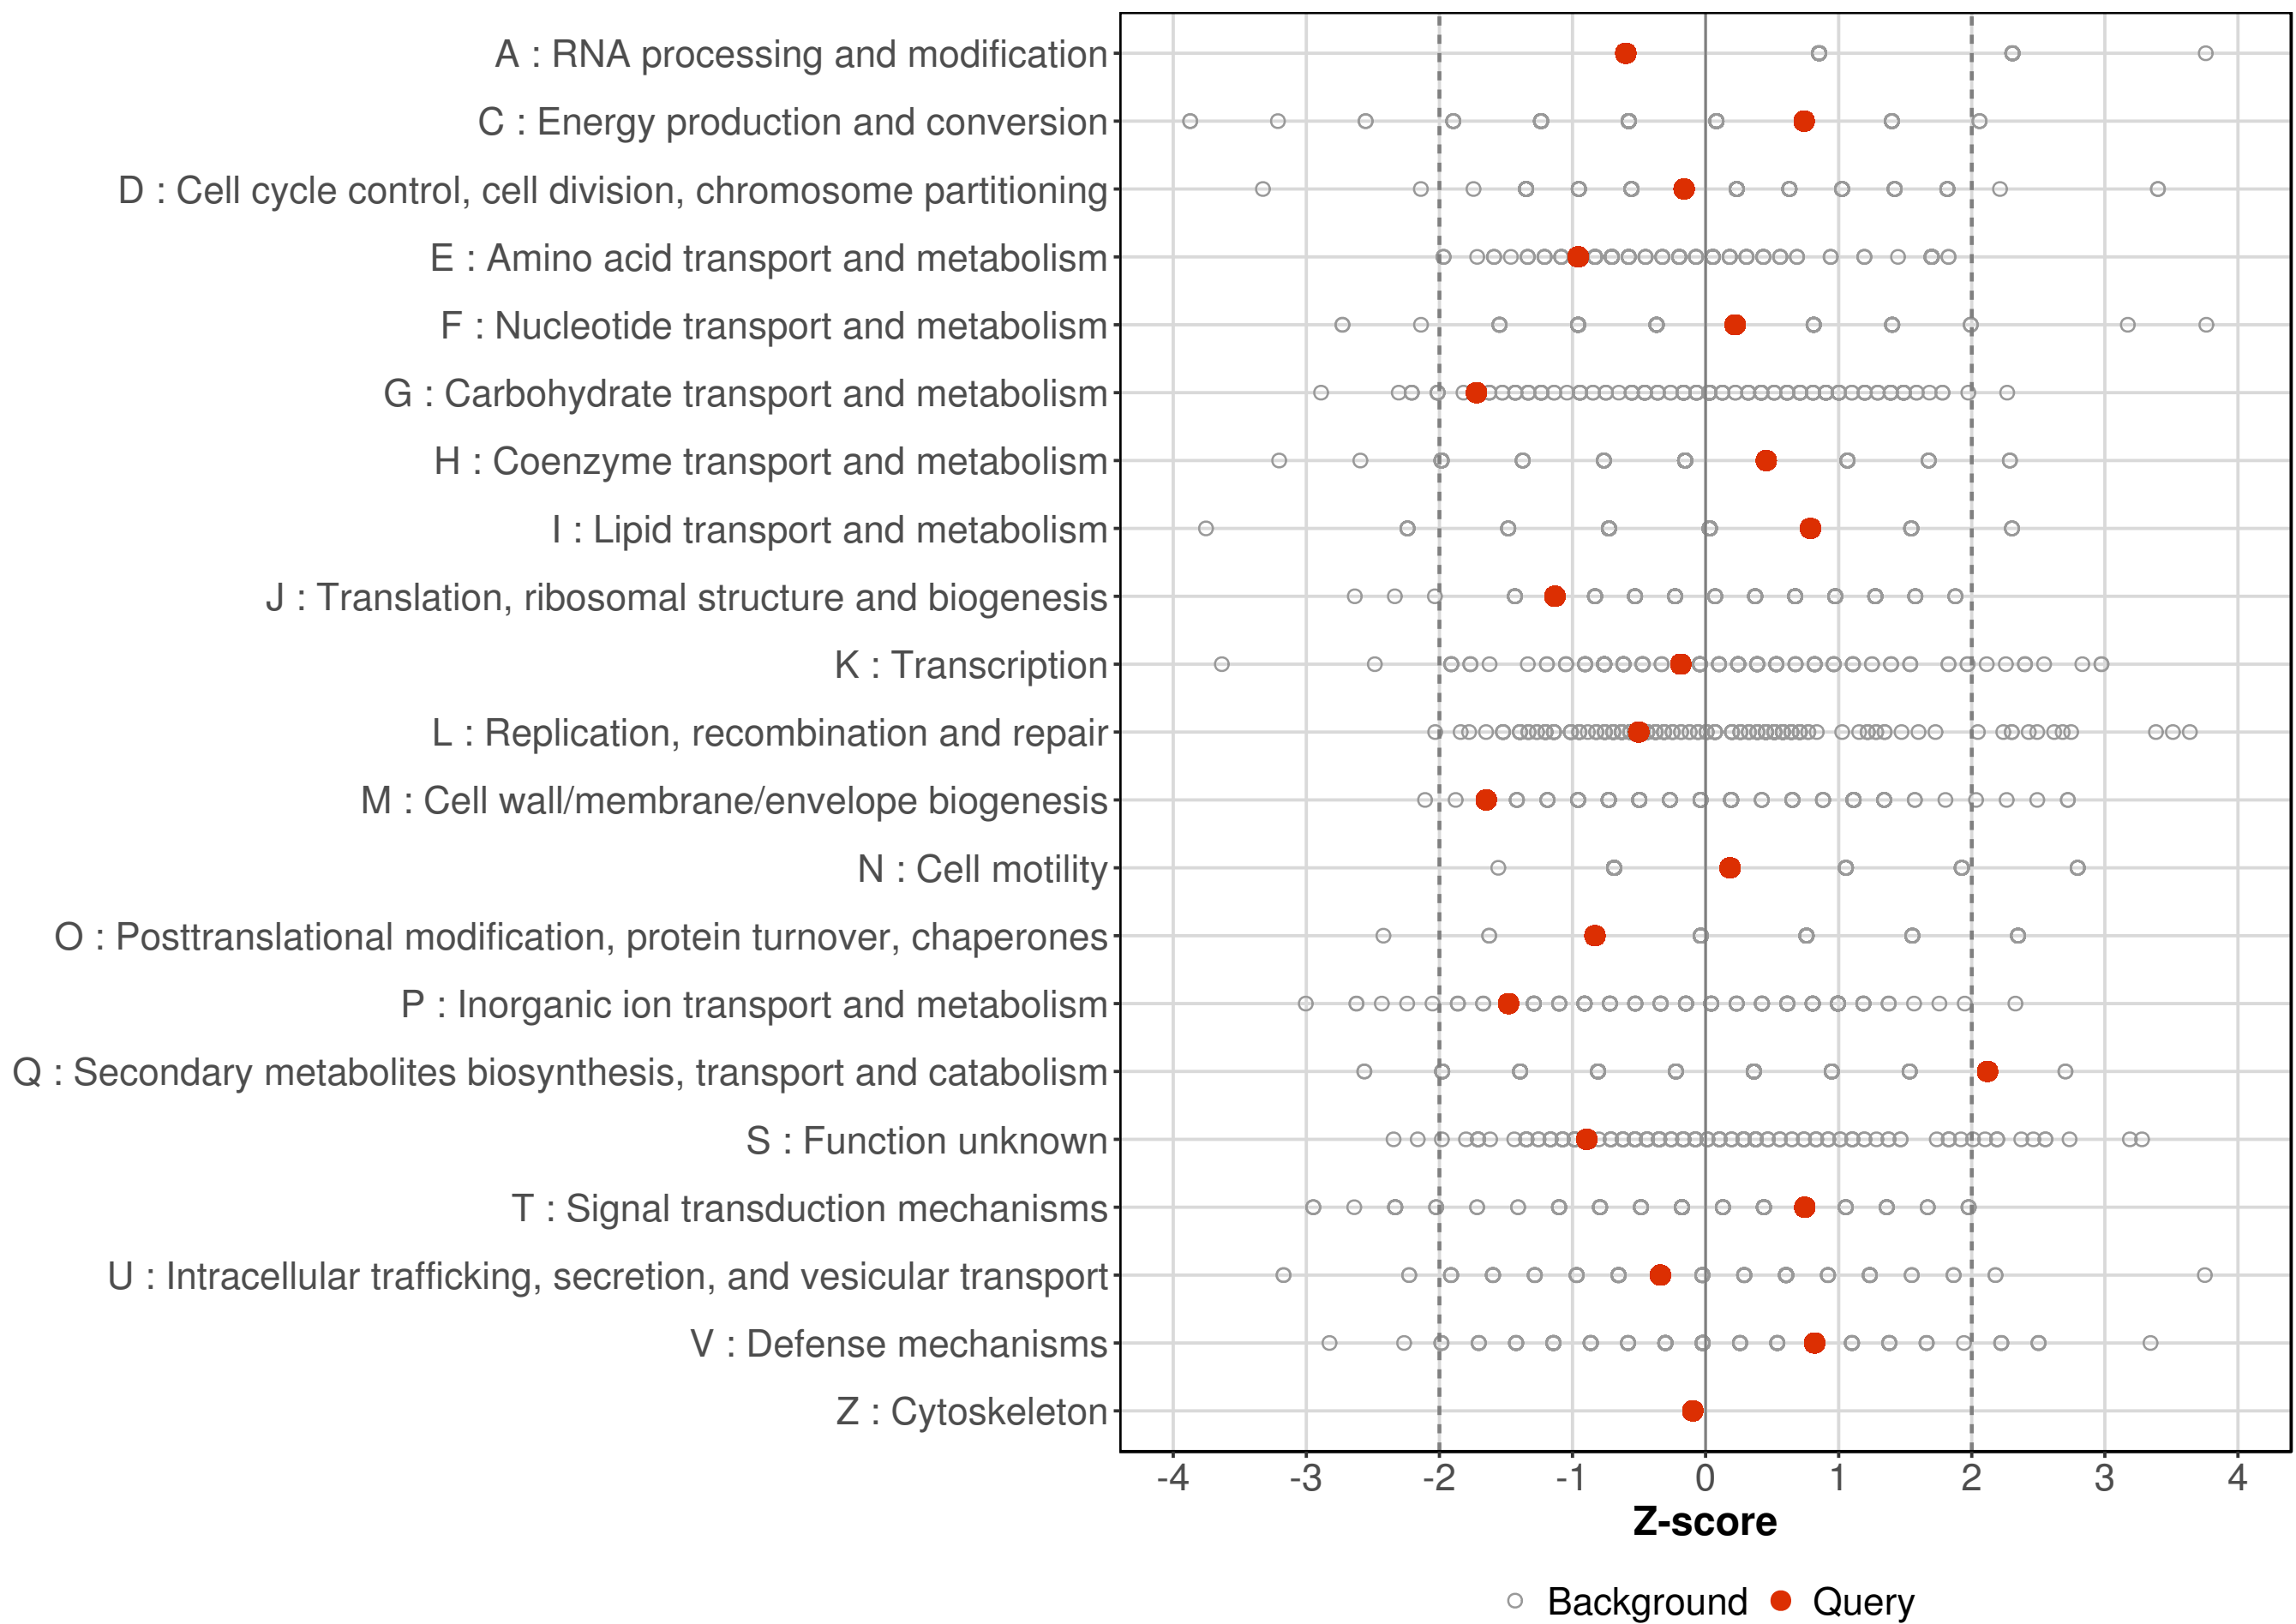 A : RNA processing and modification
C : Energy production and conversion
D : Cell cycle control, cell division, chromosome partitioning
E : Amino acid transport and metabolism
F : Nucleotide transport and metabolism
G : Carbohydrate transport and metabolism
H : Coenzyme transport and metabolism
I : Lipid transport and metabolism
J : Translation, ribosomal structure and biogenesis
K : Transcription
L : Replication, recombination and repair
M : Cell wall/membrane/envelope biogenesis
N : Cell motility
O : Posttranslational modification, protein turnover, chaperones
P : Inorganic ion transport and metabolism
Q : Secondary metabolites biosynthesis, transport and catabolism
S : Function unknown
T : Signal transduction mechanisms
U : Intracellular trafficking, secretion, and vesicular transport
V : Defense mechanisms
Z : Cytoskeleton
-4 -3 -2 -1 0 1 2 3 4
Z-score
Background Query